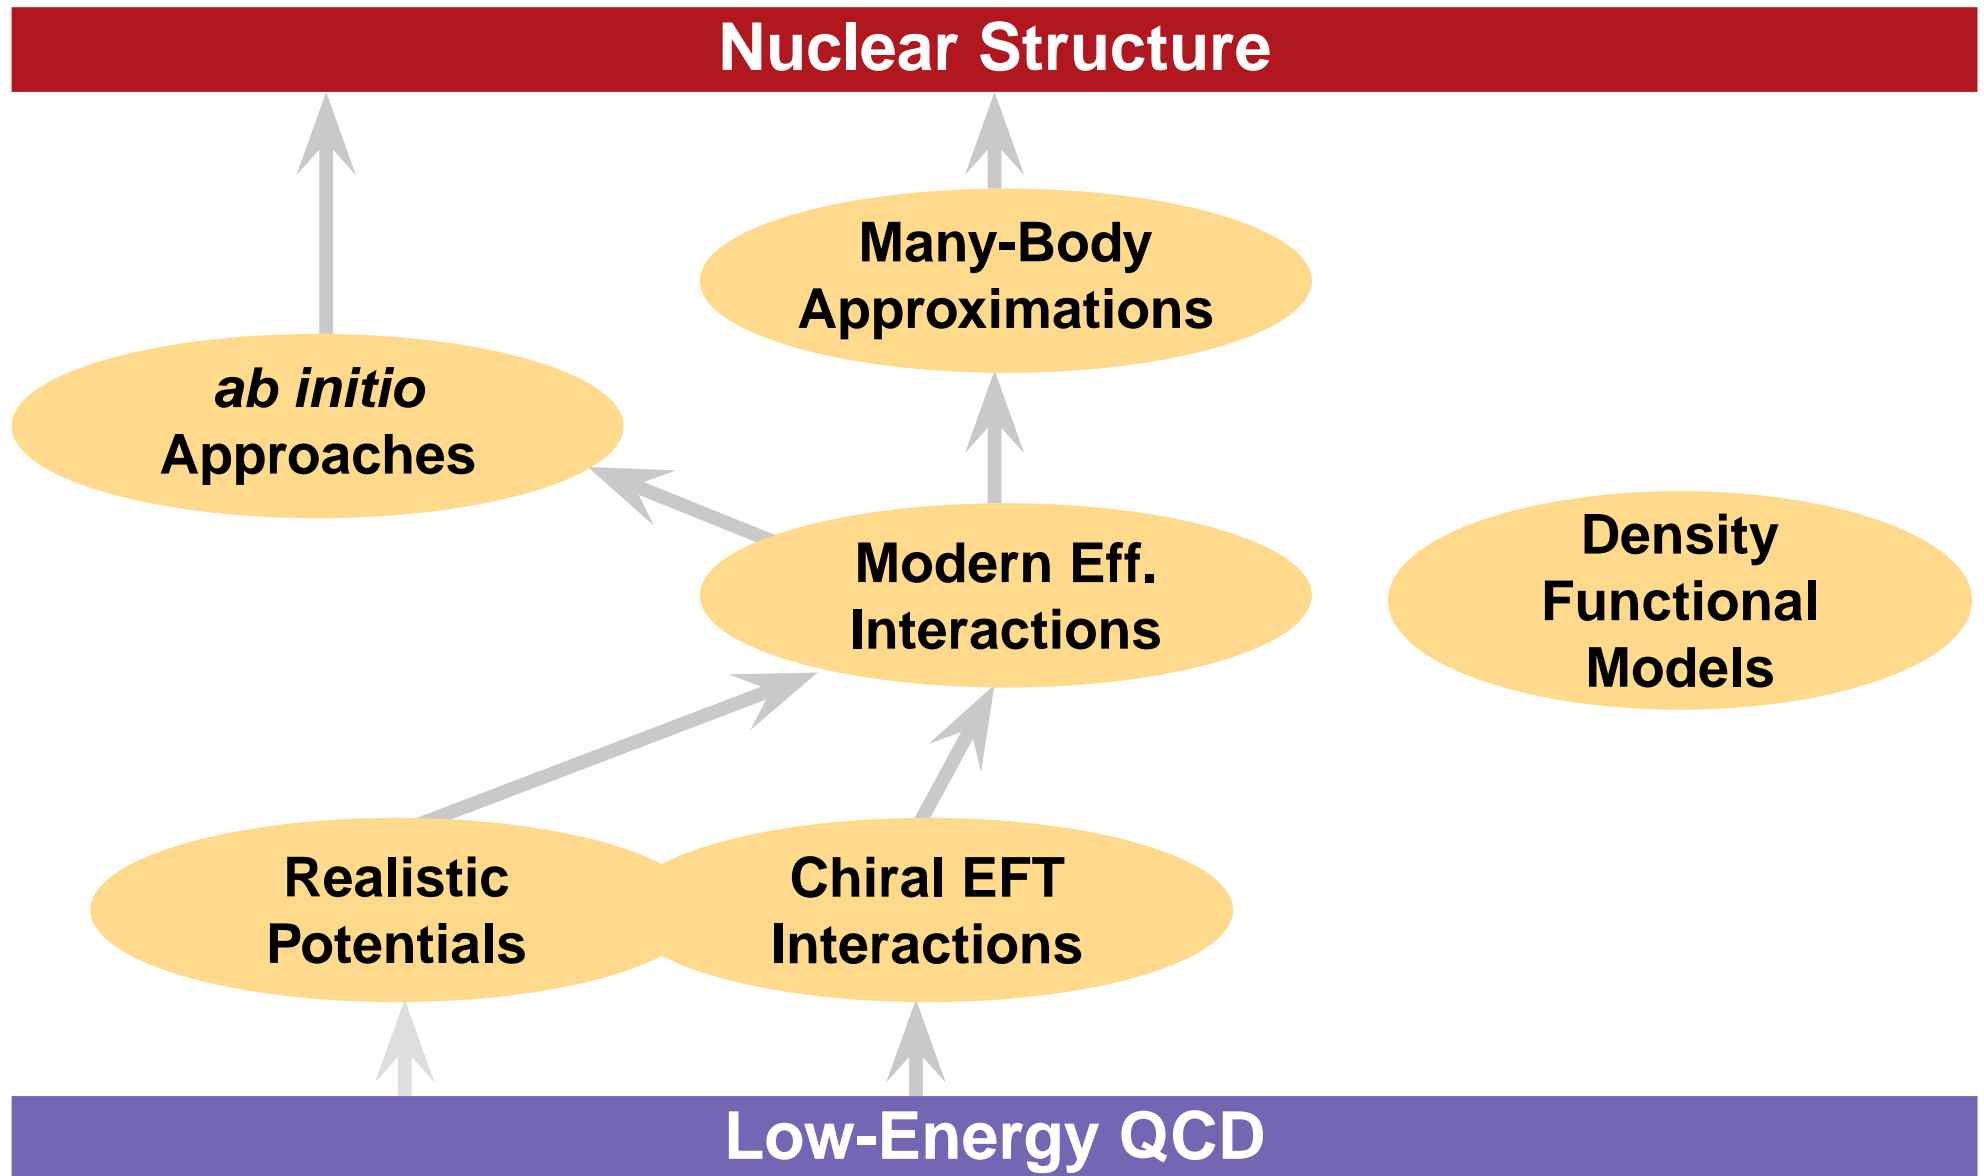 Nuclear Structure
Many-Body
Approximations
ab initio
Approaches
Modern Eff.
Interactions
Density
Functional
Models
Realistic
Potentials
Chiral EFT
Interactions
Low-Energy QCD